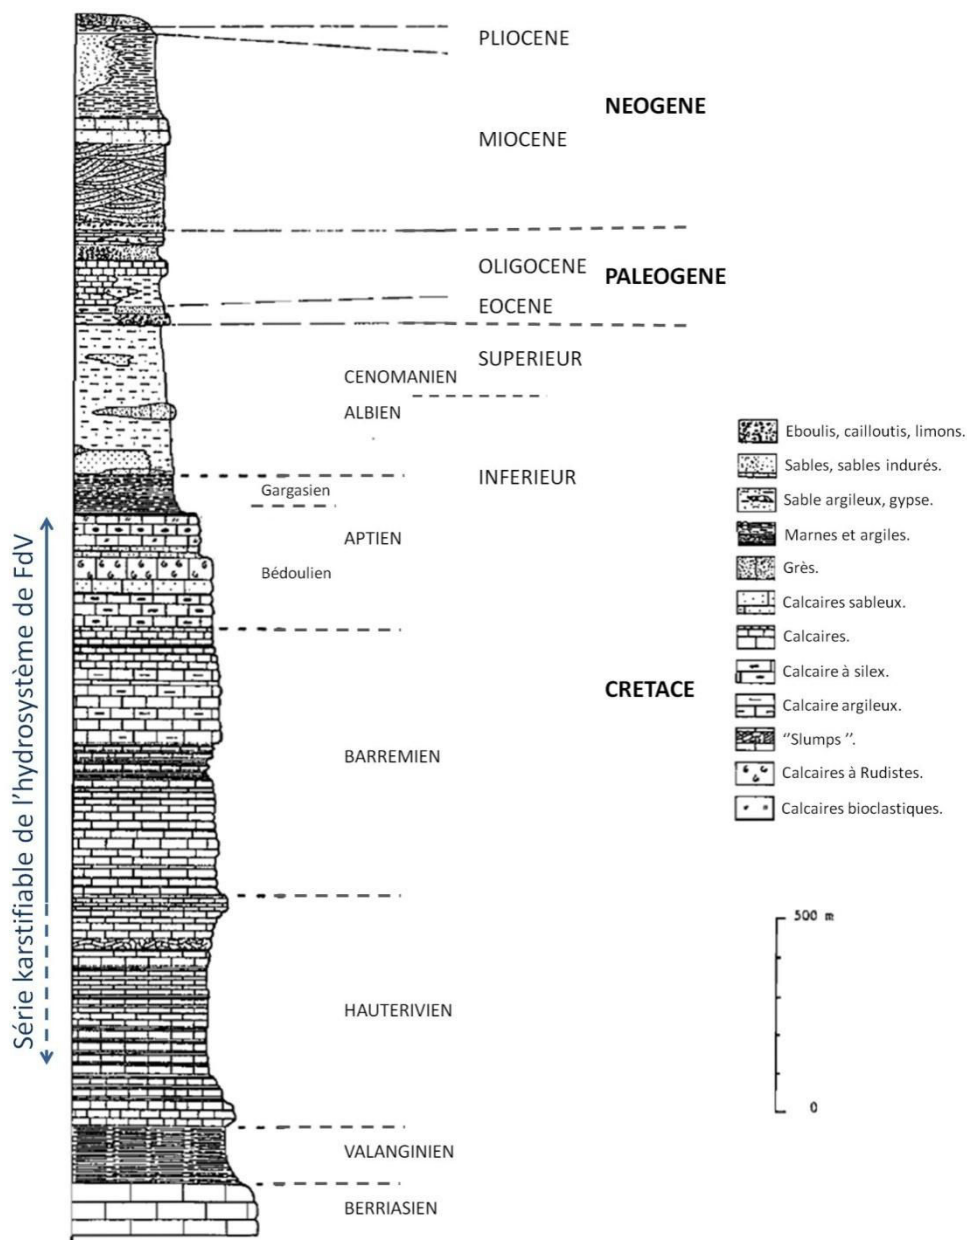 PLIOCENE
NEOGENE
MIOCENE
OLIGOCENE
PALEOGENE
EOCENE
SUPERIEUR
CENOMANIEN
ALBIEN
INFERIEUR
Gargasien
APTIEN
Bédoulien
CRETACE
BARREMIEN
HAUTERIVIEN
VALANGINIEN
BERRIASIEN
Série karstifiable de l'hydrosystème de FdV
Eboulis, cailloutis, limons.
Sables, sables indurés.
Sable argileux, gypse.
Marnes et argiles.
Grès.
Calcaires sableux.
Calcaires.
Calcaire à silex.
Calcaire argileux.
''Slumps ''.
Calcaires à Rudistes.
Calcaires bioclastiques.
500 m
0